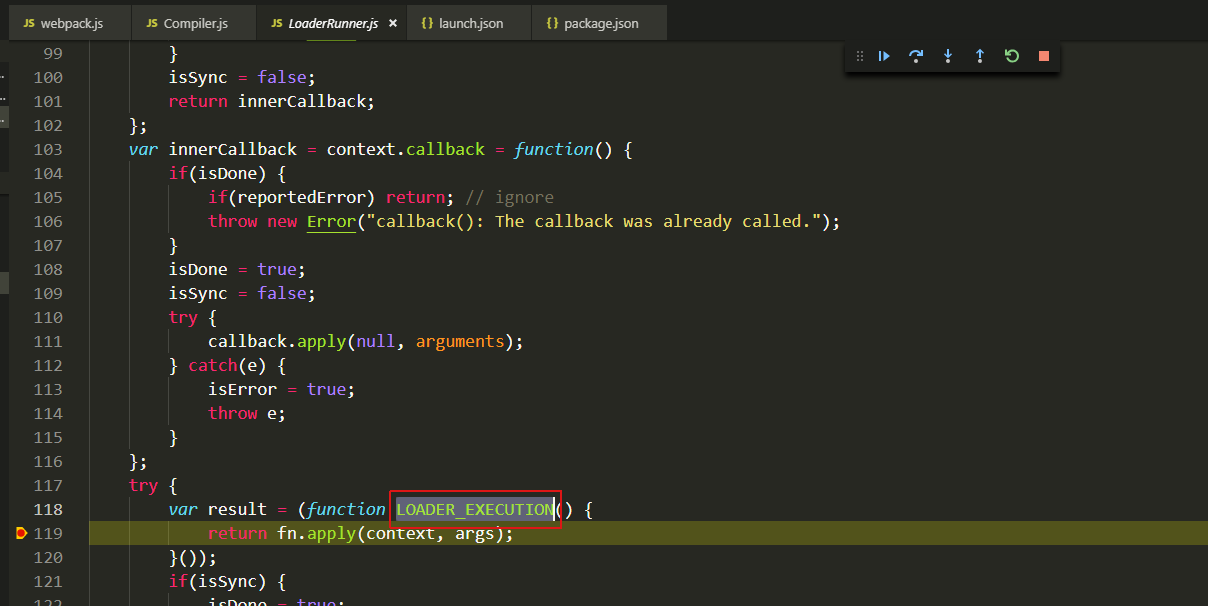 JS webpack.js JS Compiler.js JS LoaderRunner.js × {} launch.json {} package.json
99 }
100 isSync = false;
101 return innerCallback;
102 };
103 var innerCallback = context.callback = function() {
104 if(isDone) {
105 if(reportedError) return; // ignore
106 throw new Error("callback(): The callback was already called.");
107 }
108 isDone = true;
109 isSync = false;
110 try {
111 callback.apply(null, arguments);
112 } catch(e) {
113 isError = true;
114 throw e;
115 }
116 };
117 try {
118 var result = (function LOADER_EXECUTION() {
119 return fn.apply(context, args);
120 }());
121 if(isSync) {
122 isDone = true;